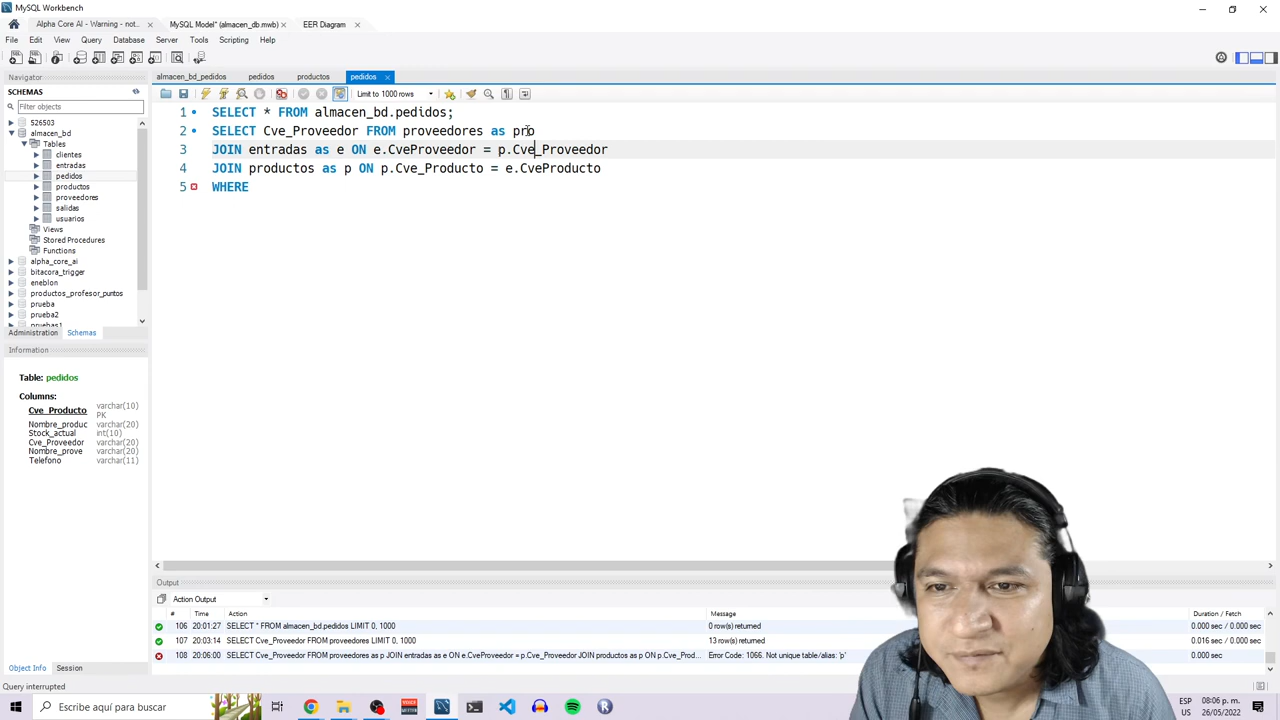 MySQL Workbench
Alpha Core AI - Warning - not...
MySQL Model* (almacen_db.mwb)
EER Diagram
File Edit View Query Database Server Tools Scripting Help
Navigator
SCHEMAS
Filter objects
526503
almacen_bd
Tables
clientes
entradas
pedidos
productos
proveedores
salidas
usuarios
Views
Stored Procedures
Functions
alpha_core_ai
bitacora_trigger
eneblon
productos_profesor_puntos
prueba
prueba2
pruebas1
Administration Schemas
Information
Table: pedidos
Columns:
Cve_Producto varchar(10) PK
Nombre_produc varchar(20)
Stock_actual int(10)
Cve_Proveedor varchar(20)
Nombre_prove varchar(20)
Telefono varchar(11)
Object Info Session
Query interrupted
almacen_bd_pedidos pedidos productos pedidos
Limit to 1000 rows
1 SELECT * FROM almacen_bd.pedidos;
2 SELECT Cve_Proveedor FROM proveedores as pro
3 JOIN entradas as e ON e.CveProveedor = p.Cve_Proveedor
4 JOIN productos as p ON p.Cve_Producto = e.CveProducto
5 WHERE
Output
Action Output
# Time Action Message Duration / Fetch
106 20:01:27 SELECT * FROM almacen_bd.pedidos LIMIT 0, 1000 0 row(s) returned 0.000 sec / 0.000 sec
107 20:03:14 SELECT Cve_Proveedor FROM proveedores LIMIT 0, 1000 13 row(s) returned 0.016 sec / 0.000 sec
108 20:06:00 SELECT Cve_Proveedor FROM proveedores as p JOIN entradas as e ON e.CveProveedor = p.Cve_Proveedor JOIN productos as p ON p.Cve_Prod... Error Code: 1066. Not unique table/alias: 'p' 0.000 sec
Escribe aquí para buscar
ESP
US
08:06 p. m.
26/05/2022